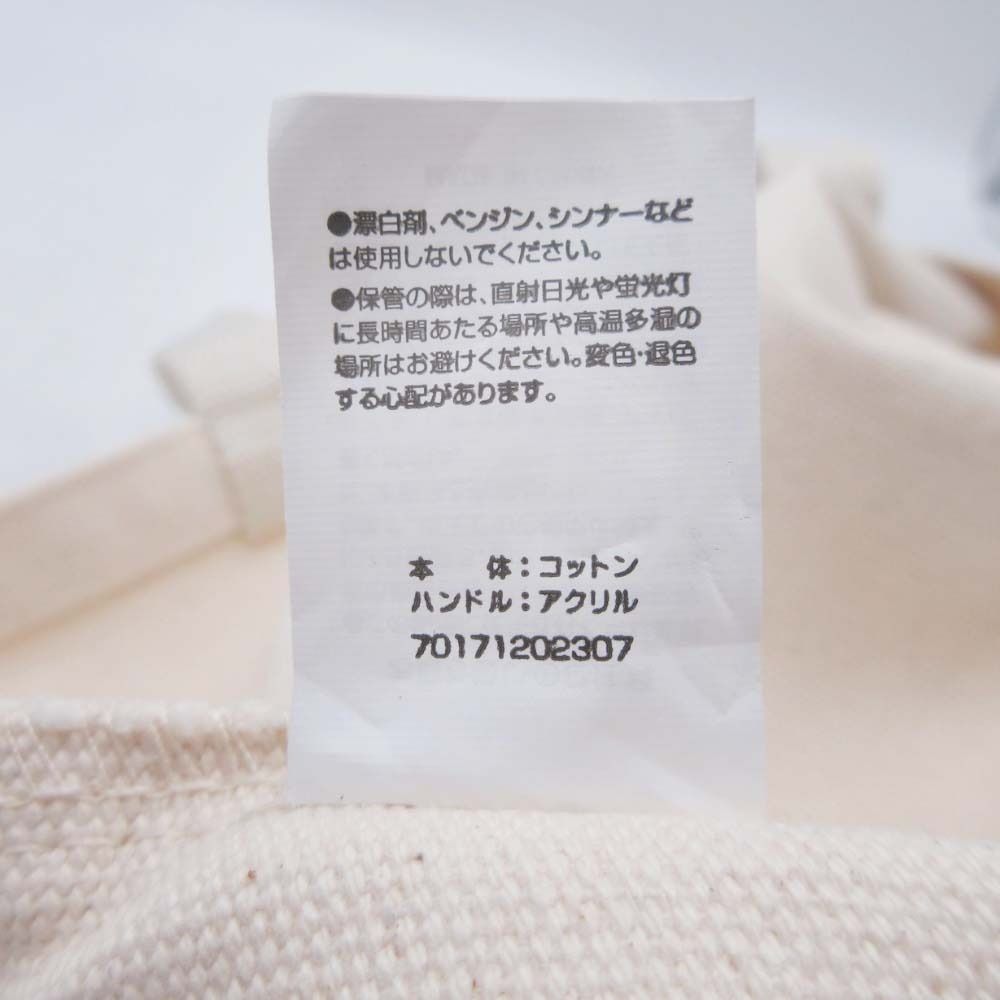 ●漂白剤、ベンジン、シンナーなど
は使用しないでください。
●保管の際は、直射日光や蛍光灯
に長時間あたる場所や高温多湿の
場所はお避けください。変色・退色
する心配があります。
本　体：コットン
ハンドル：アクリル
70171202307